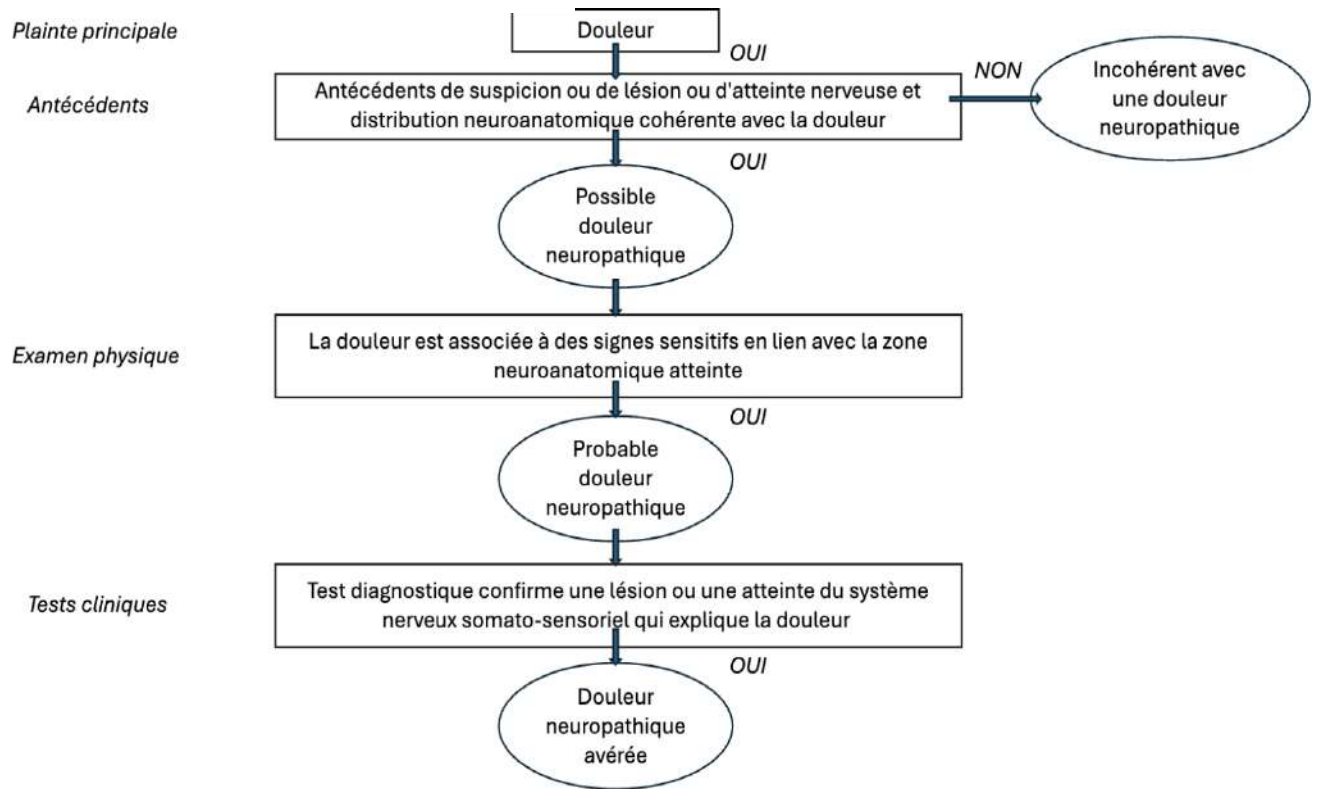 Plainte principale
Douleur
OUI
NON
Antécédents
Antécédents de suspicion ou de lésion ou d'atteinte nerveuse et
distribution neuroanatomique cohérente avec la douleur
Incohérent avec
une douleur
neuropathique
OUI
Possible
douleur
neuropathique
Examen physique
La douleur est associée à des signes sensitifs en lien avec la zone
neuroanatomique atteinte
OUI
Probable
douleur
neuropathique
Tests cliniques
Test diagnostique confirme une lésion ou une atteinte du système
nerveux somato-sensoriel qui explique la douleur
OUI
Douleur
neuropathique
avérée